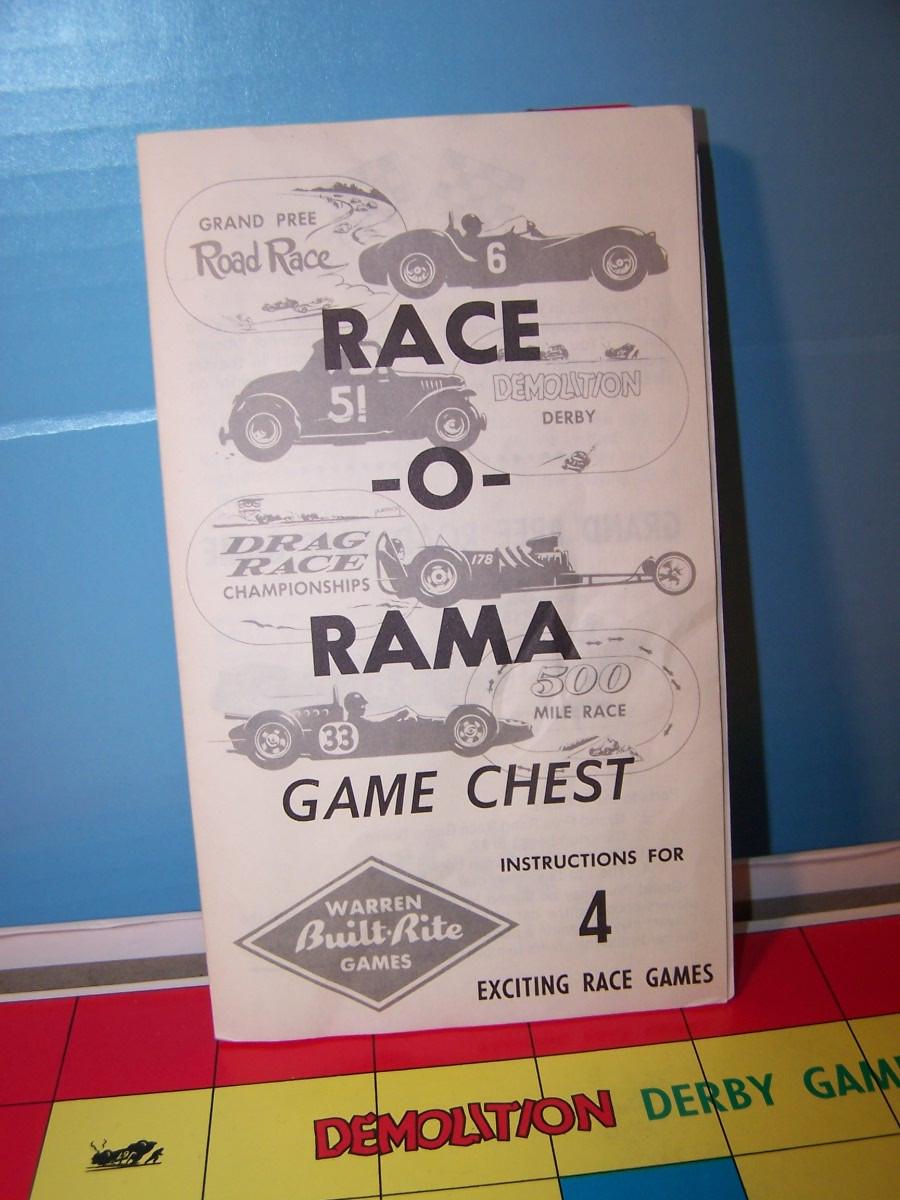 GRAND PREE
Road Race
6
RACE
51
DEMOLITION
DERBY
-O-
DRAG
RACE
CHAMPIONSHIPS
178
RAMA
500
MILE RACE
33
GAME CHEST
INSTRUCTIONS FOR
4
EXCITING RACE GAMES
WARREN
Built-Rite
GAMES
DEMOLITION DERBY GAM